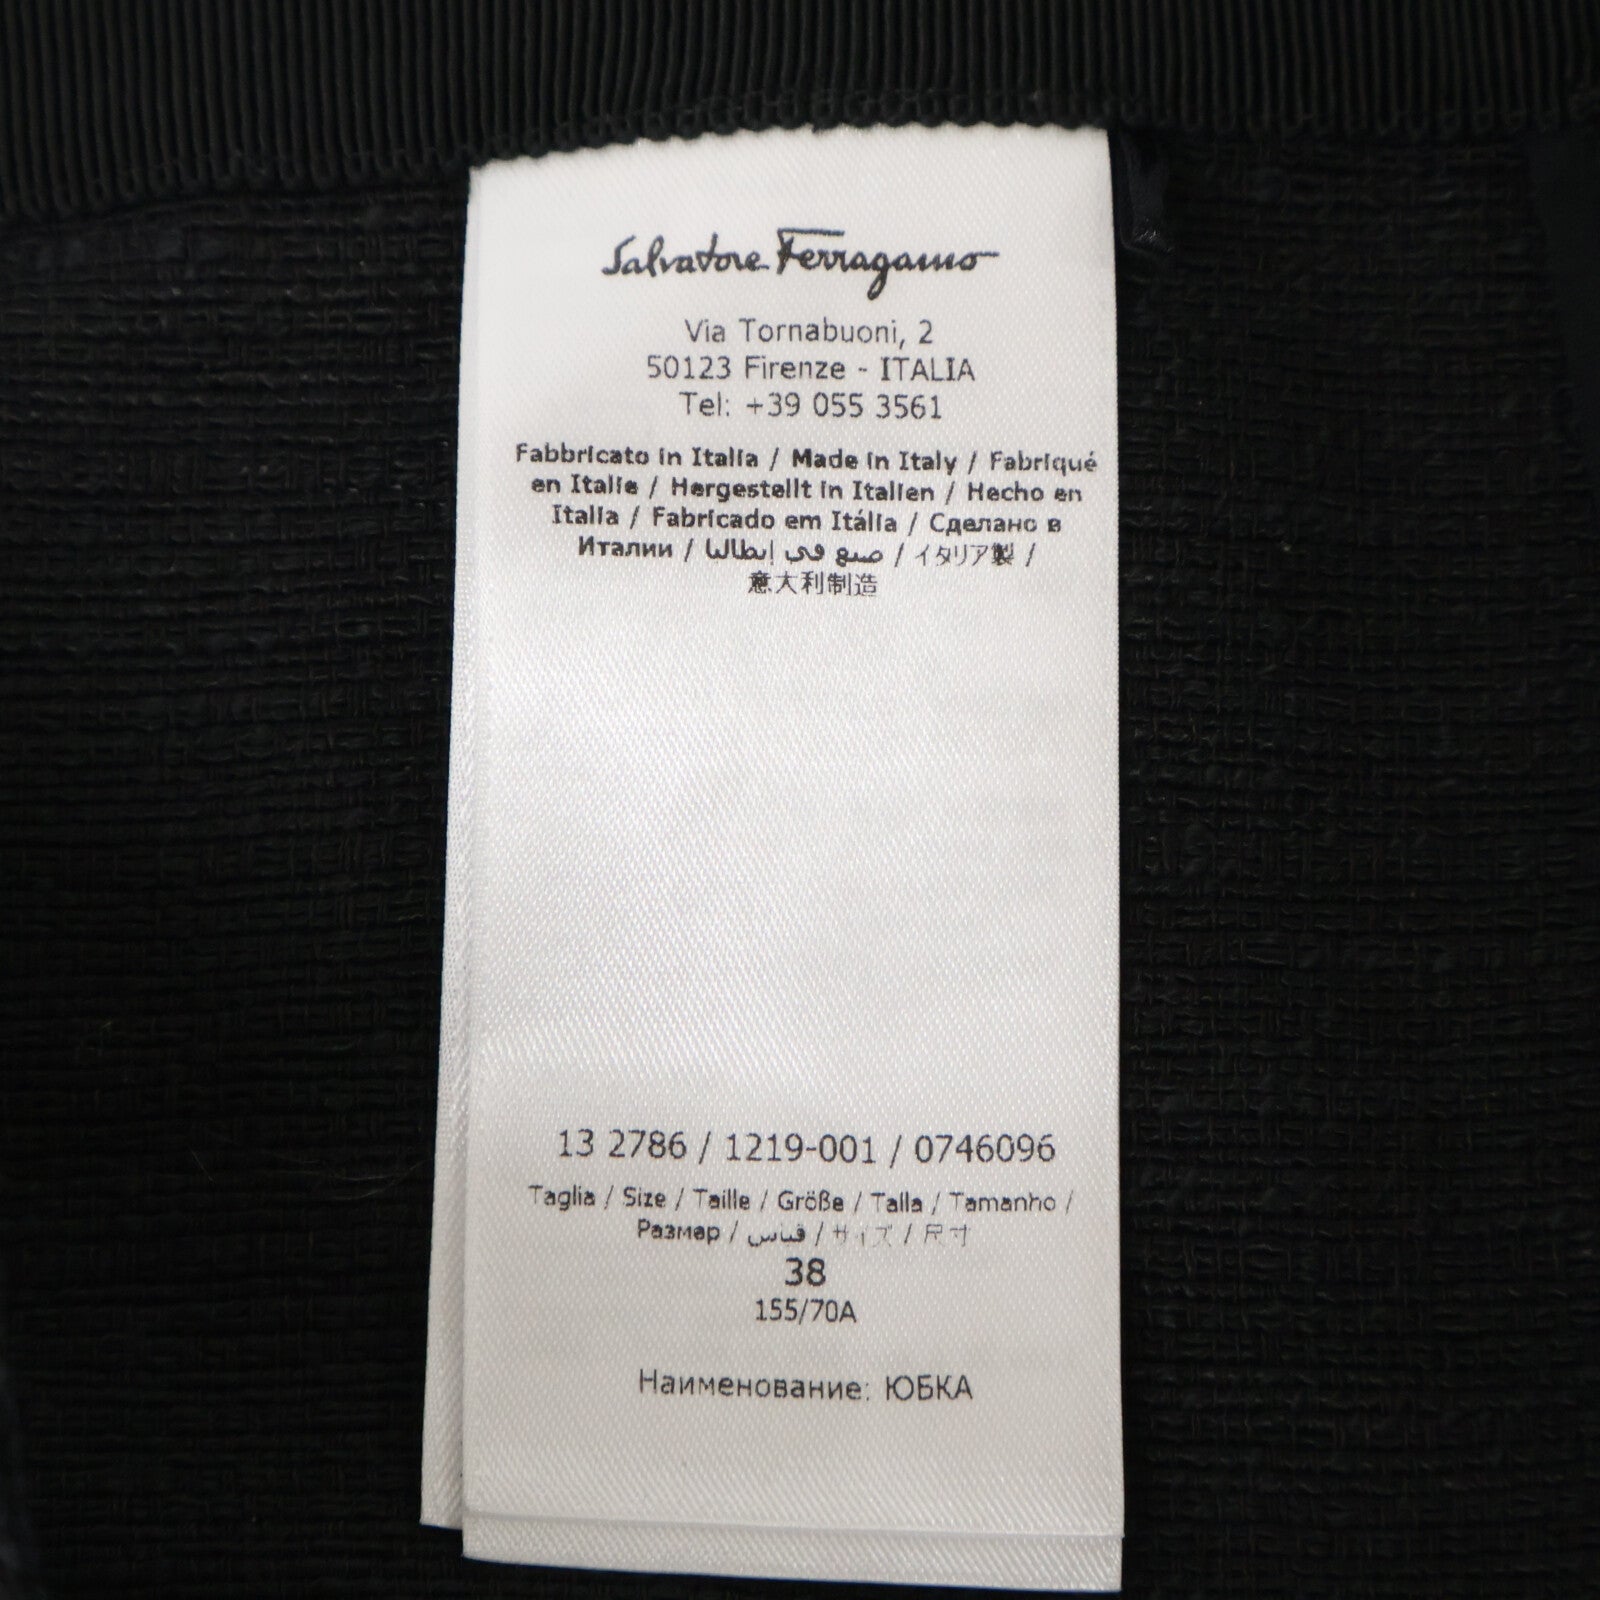 Salvatore Ferragamo
Via Tornabuoni, 2
50123 Firenze - ITALIA
Tel: +39 055 3561
Fabbricato in Italia / Made in Italy / Fabriqué
en Italie / Hergestellt in Italien / Hecho en
Italia / Fabricado em Itália / Сделано в
Италии / صنع في إيطاليا / イタリア製 /
意大利制造
13 2786 / 1219-001 / 0746096
Taglia / Size / Taille / Größe / Talla / Tamanho /
Размер / قياس / サイズ / 尺寸
38
155/70A
Наименование: ЮБКА